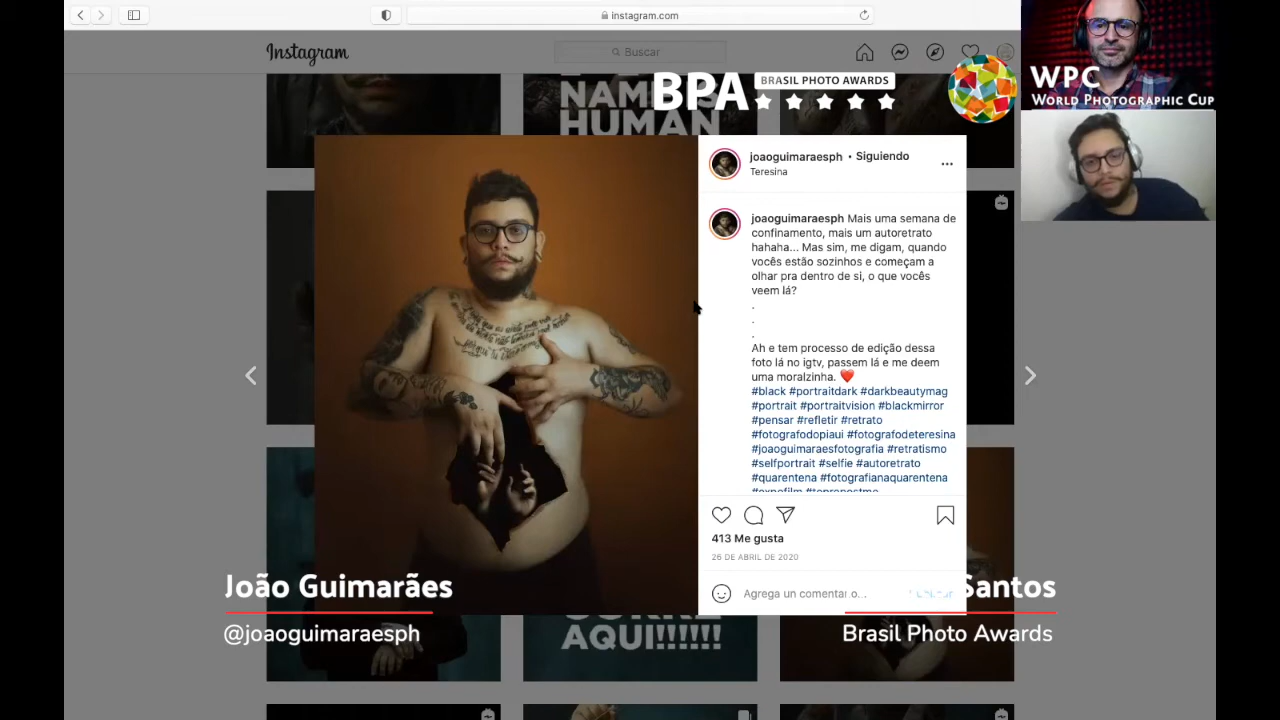 instagram.com
Instagram
Buscar
BPA
BRASIL PHOTO AWARDS
WPC
WORLD PHOTOGRAPHIC CUP
NAM S
HUMAN
joaoguimaraesph • Siguiendo
Teresina
joaoguimaraesph Mais uma semana de
confinamento, mais um autoretrato
hahaha... Mas sim, me digam, quando
vocês estão sozinhos e começam a
olhar pra dentro de si, o que vocês
veem lá?
.
.
.
Ah e tem processo de edição dessa
foto lá no igtv, passem lá e me deem
uma moralzinha. ❤️
#black #portraitdark #darkbeautymag
#portrait #portraitvision #blackmirror
#pensar #refletir #retrato
#fotografodopiaui #fotografodeteresina
#joaoguimaraesfotografia #retratismo
#selfportrait #selfie #autoretrato
#quarentena #fotografianaquarentena
413 Me gusta
26 DE ABRIL DE 2020
Agrega un comentario...
João Guimarães
@joaoguimaraesph
Santos
Brasil Photo Awards
AQUI!!!!!!